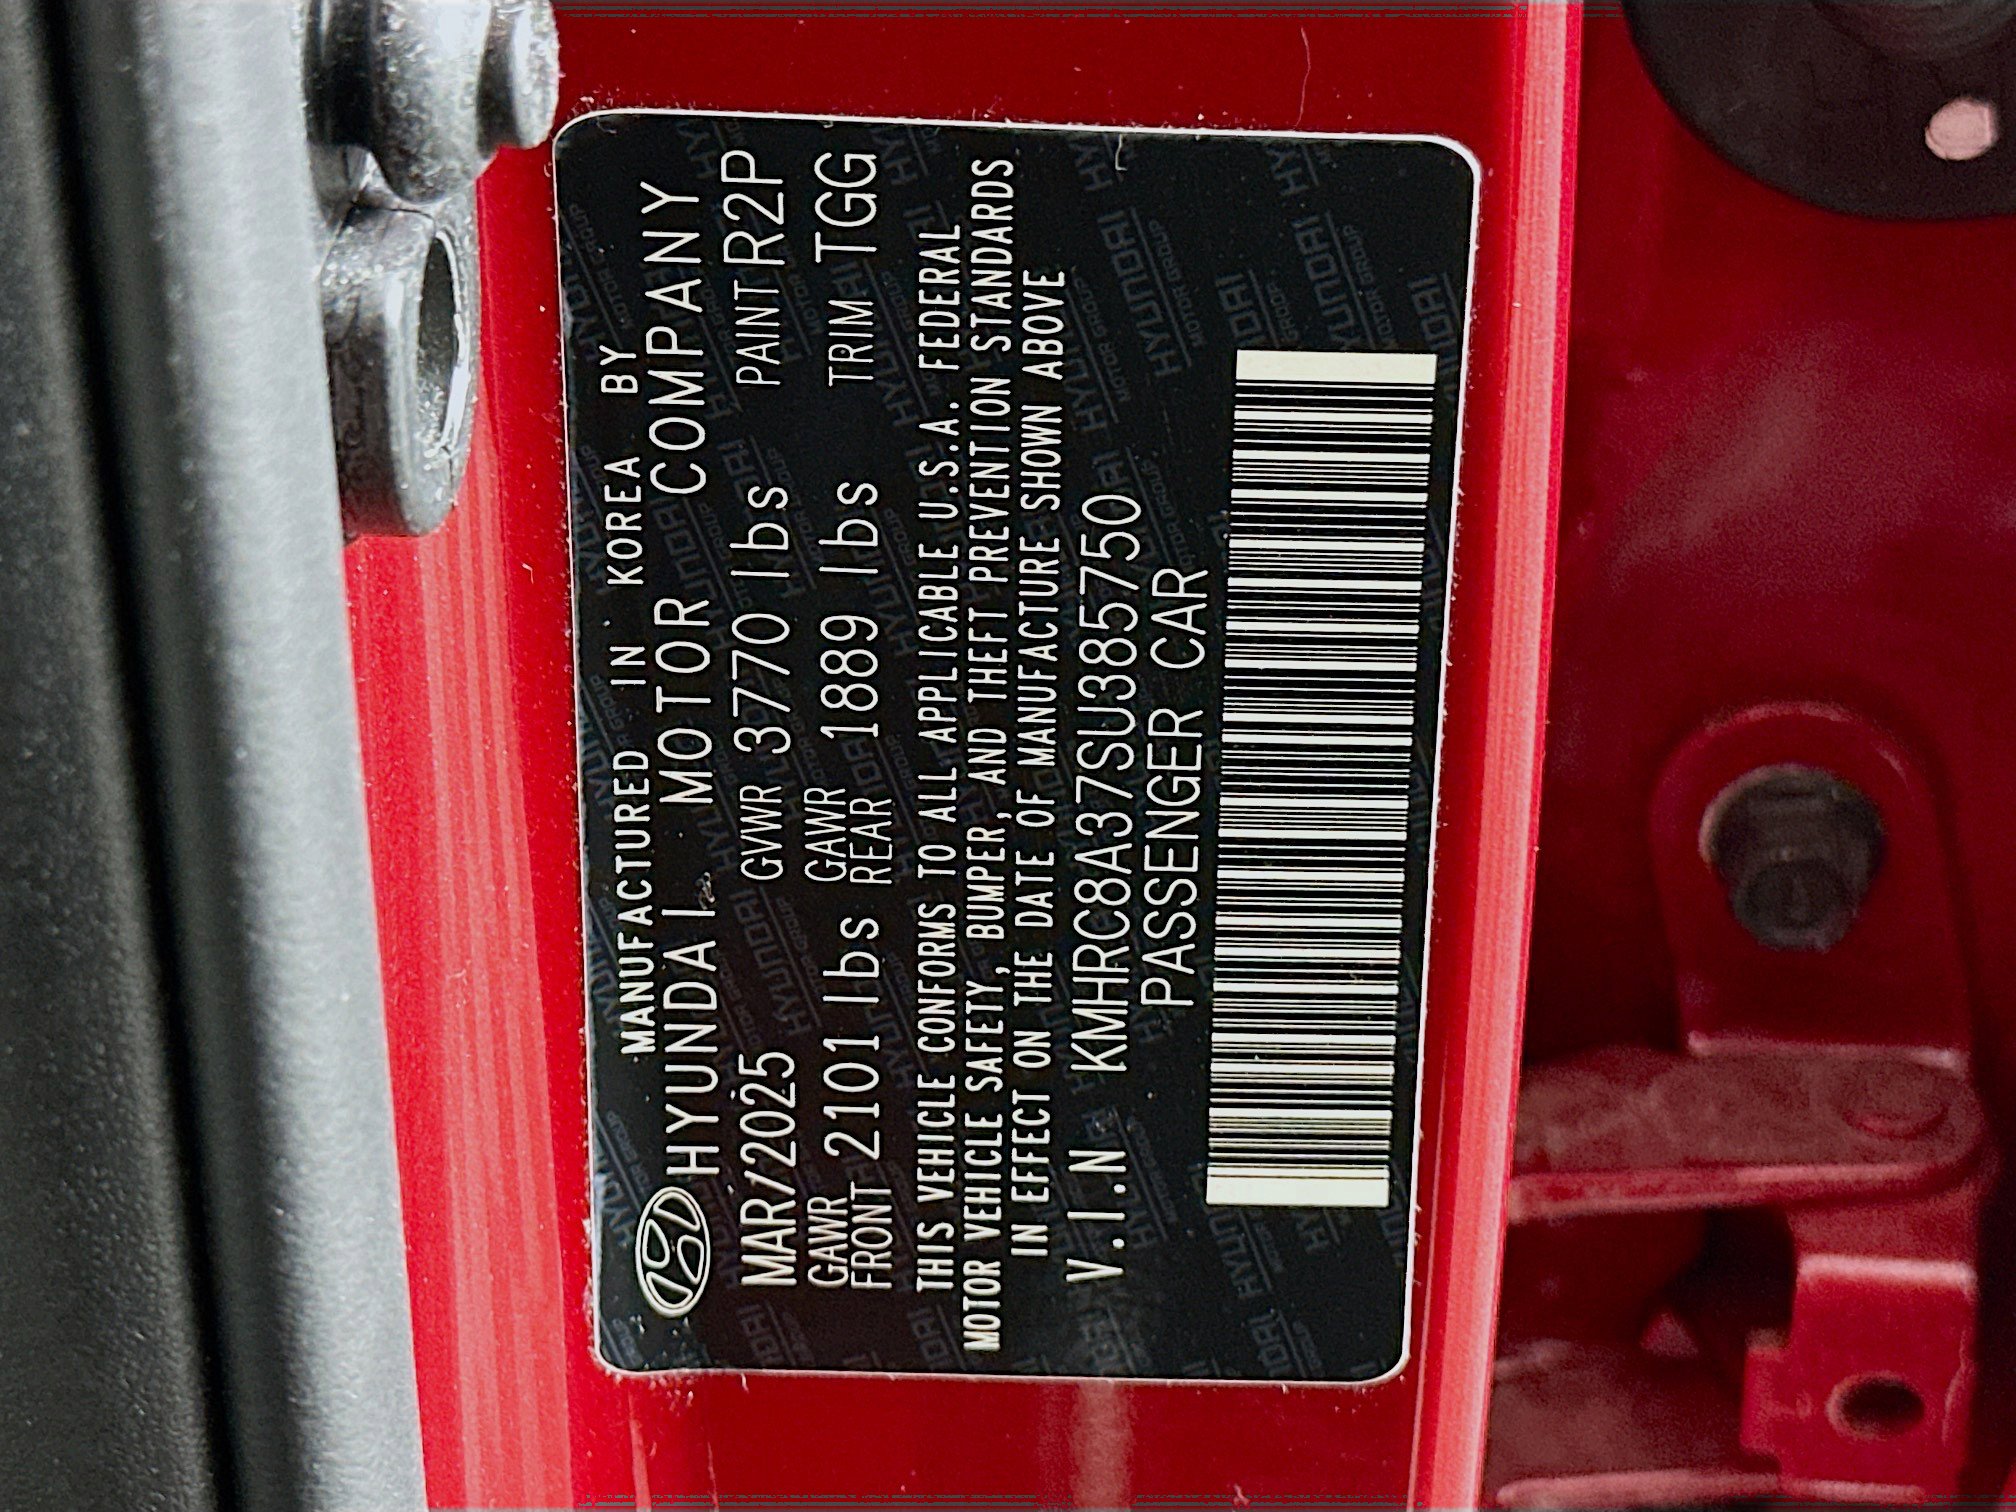 MANUFACTURED IN KOREA BY
HYUNDAI MOTOR COMPANY
MAR/2025 GVWR 3770 lbs PAINT R2P
GAWR FRONT 2101 lbs GAWR REAR 1889 lbs TRIM TGG
THIS VEHICLE CONFORMS TO ALL APPLICABLE U.S.A. FEDERAL
MOTOR VEHICLE SAFETY, BUMPER, AND THEFT PREVENTION STANDARDS
IN EFFECT ON THE DATE OF MANUFACTURE SHOWN ABOVE
V.I.N KMHRC8A37SU385750
PASSENGER CAR